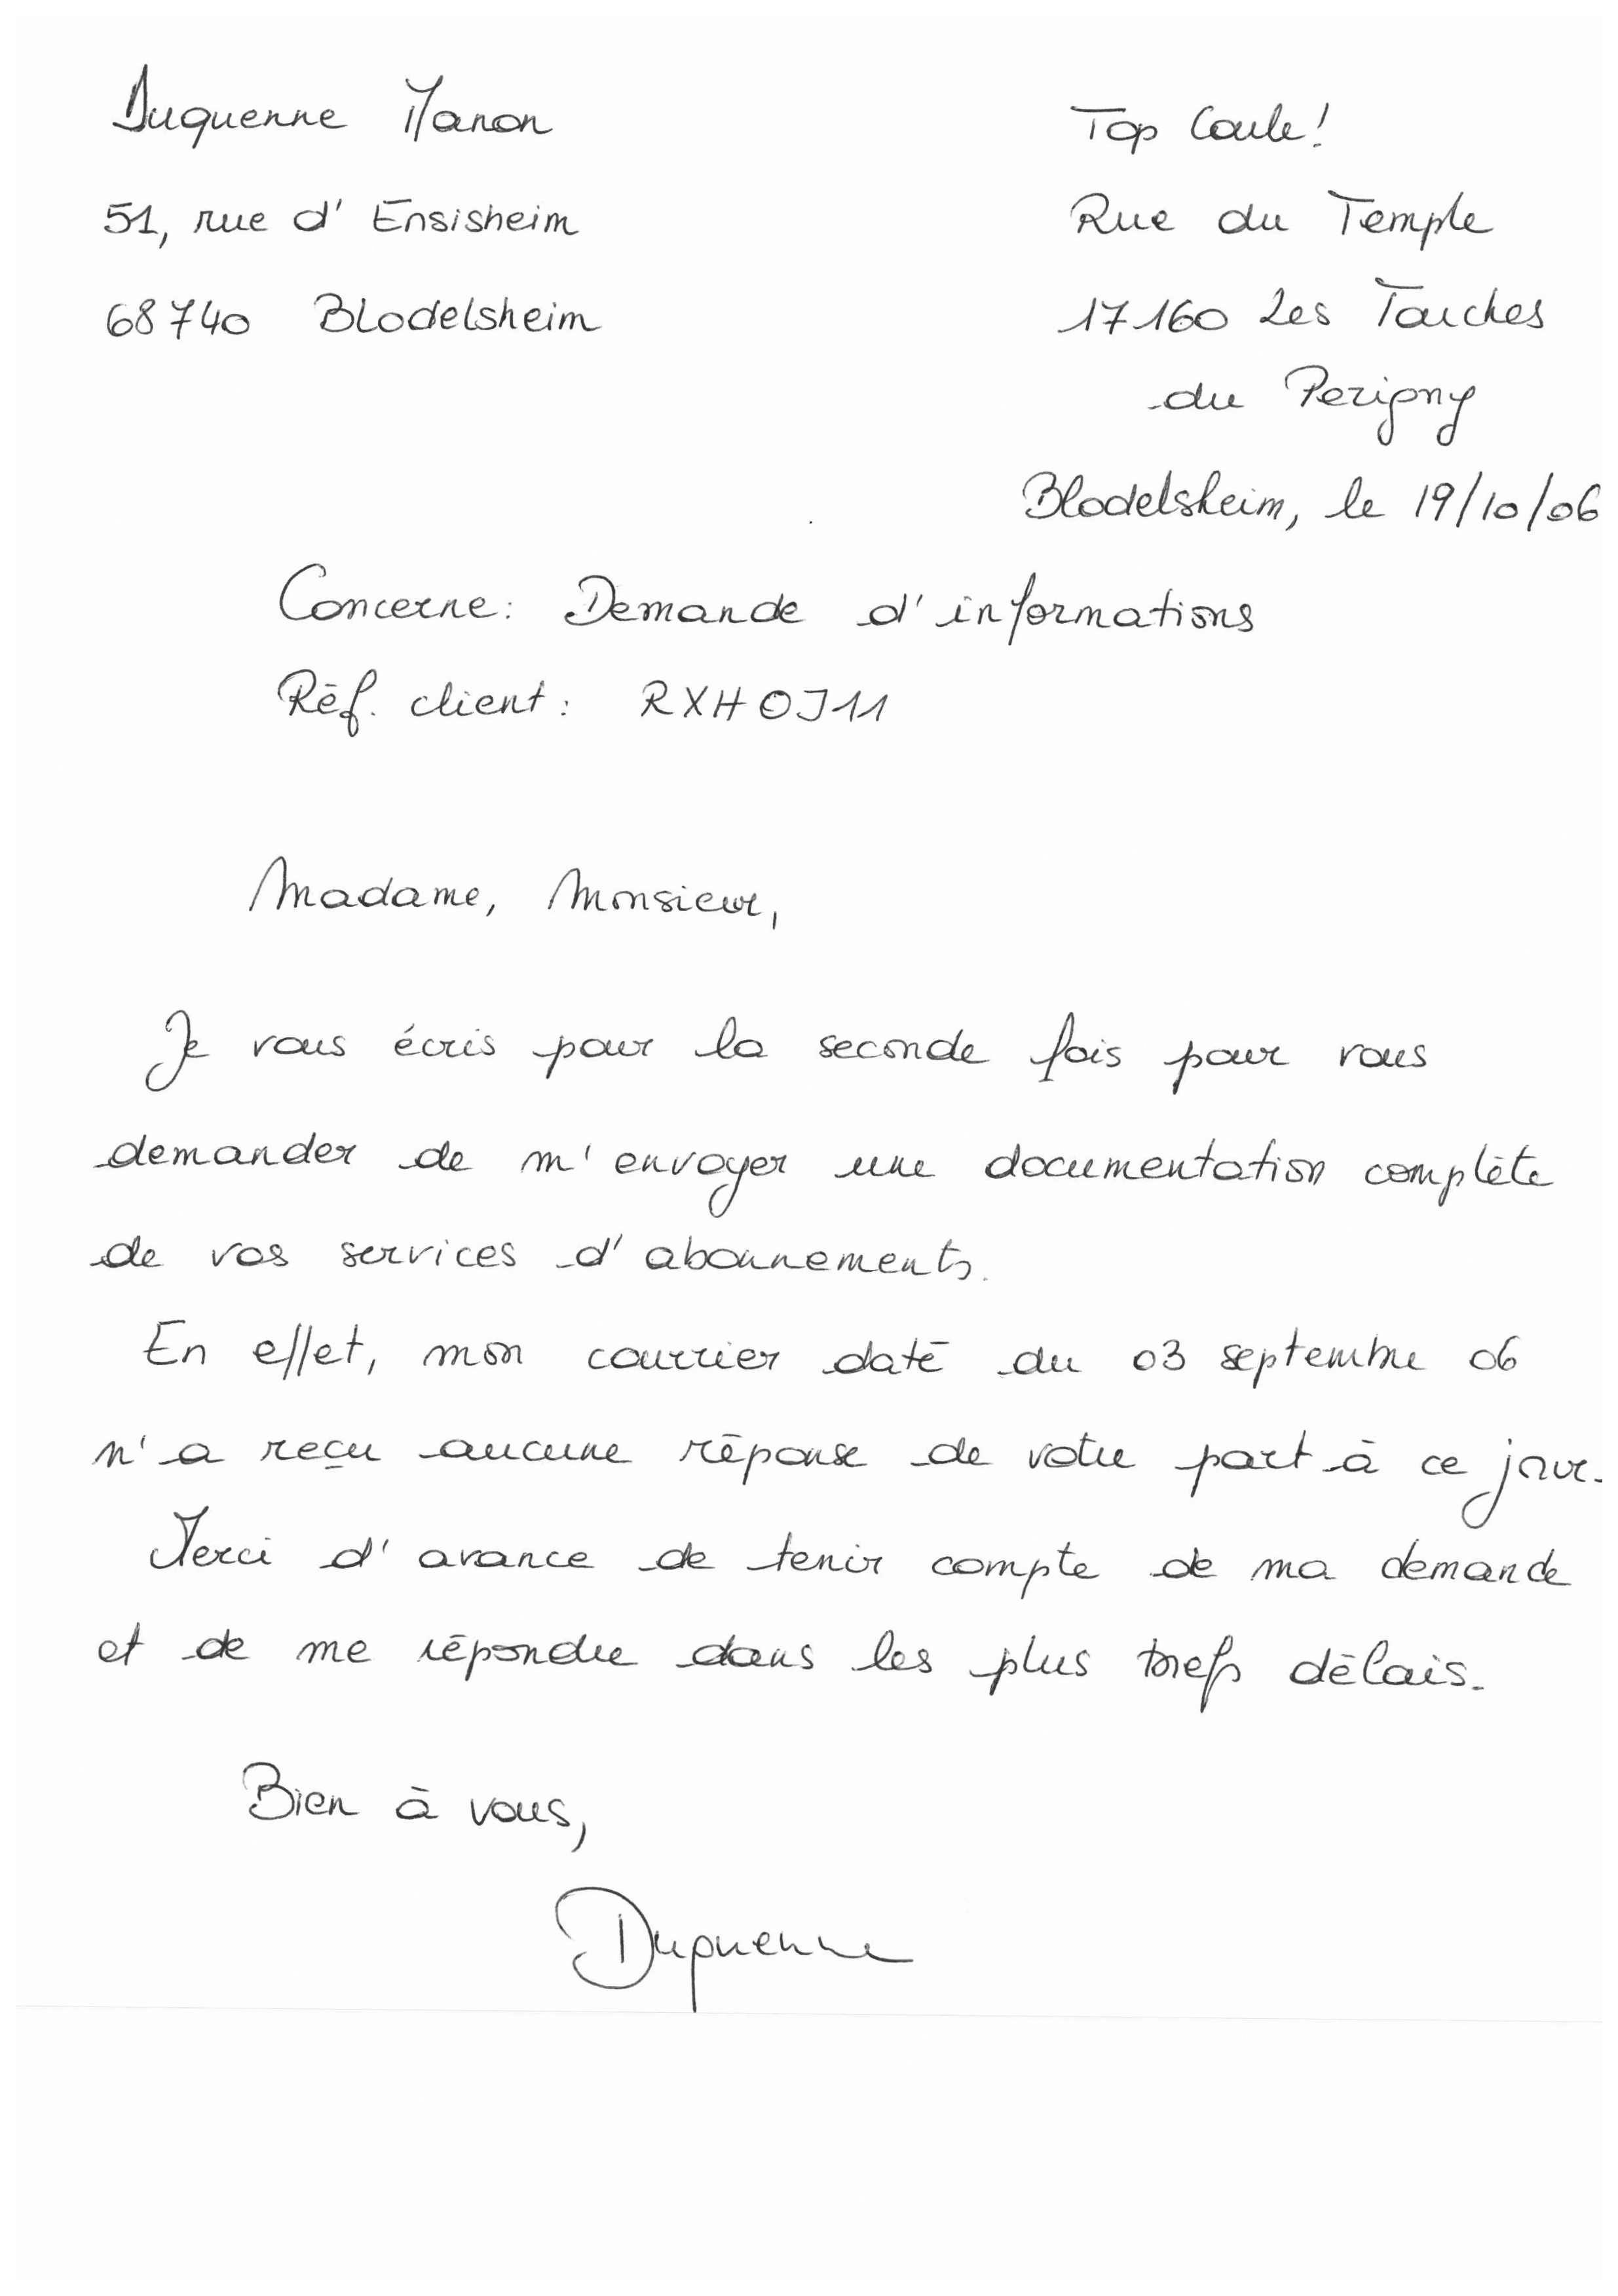 Duquenne Manon
51, rue d'Ensisheim
68740 Blodelsheim
Top Coule!
Rue du Temple
17160 Les Touches
du Perigny
Blodelsheim, le 19/10/06
Concerne: Demande d'informations
Réf. client: RXHOJ11
Madame, Monsieur,
Je vous écris pour la seconde fois pour vous
demander de m'envoyer une documentation complète
de vos services d'abonnements.
En effet, mon courrier daté du 03 septembre 06
n'a reçu aucune réponse de votre part à ce jour.
Merci d'avance de tenir compte de ma demande
et de me répondre dans les plus brefs délais.
Bien à vous,
Duquenne